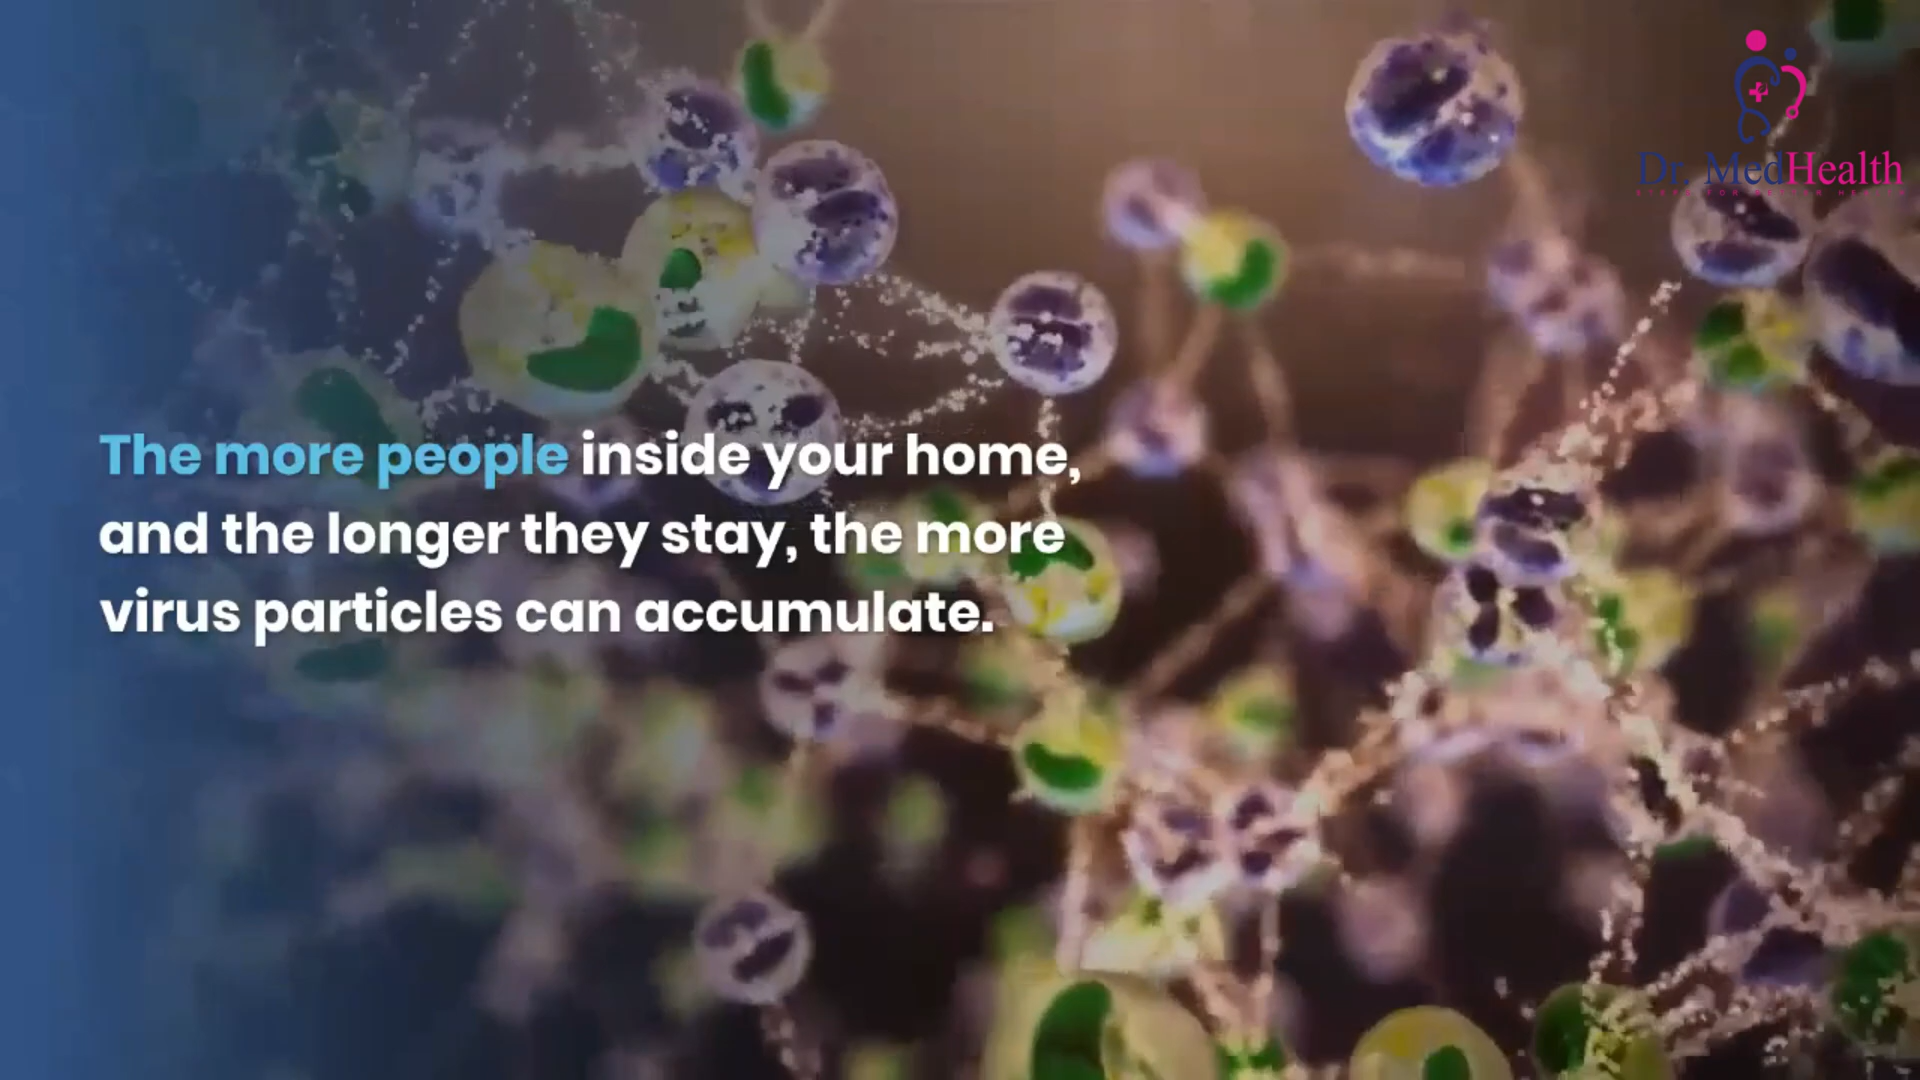 Dr. MedHealth
The more people inside your home,
and the longer they stay, the more
virus particles can accumulate.